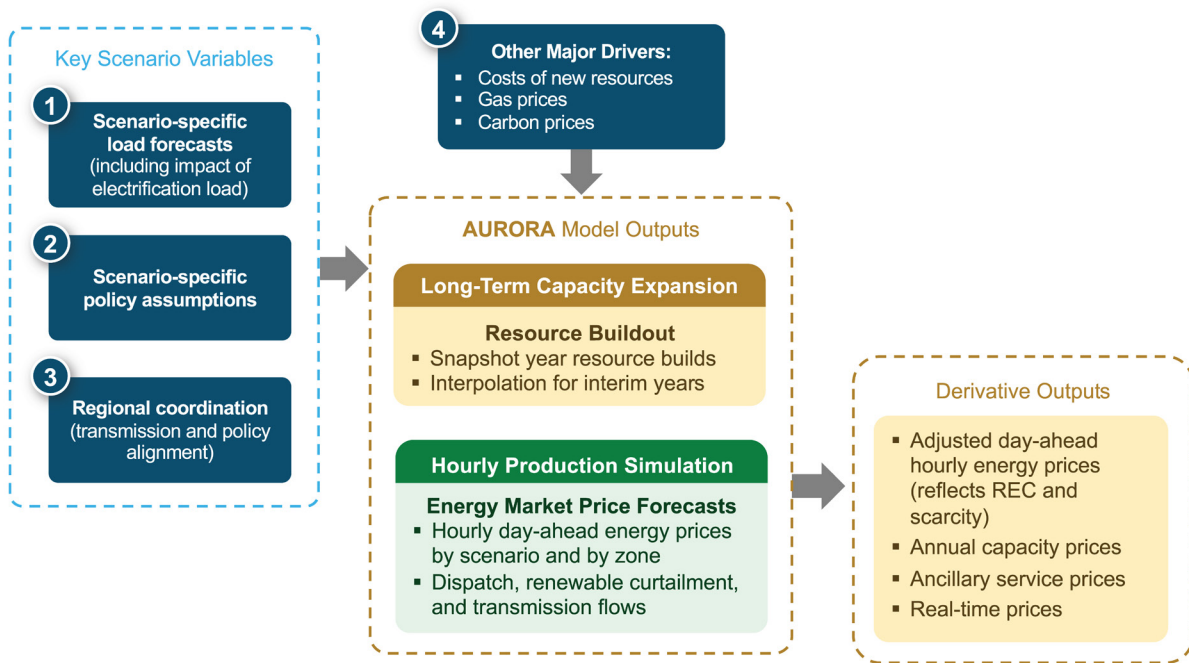 Key Scenario Variables
1
Scenario-specific
load forecasts
(including impact of
electrification load)
2
Scenario-specific
policy assumptions
3
Regional coordination
(transmission and policy
alignment)
4
Other Major Drivers:
▪ Costs of new resources
▪ Gas prices
▪ Carbon prices
AURORA Model Outputs
Long-Term Capacity Expansion
Resource Buildout
▪ Snapshot year resource builds
▪ Interpolation for interim years
Hourly Production Simulation
Energy Market Price Forecasts
▪ Hourly day-ahead energy prices
by scenario and by zone
▪ Dispatch, renewable curtailment,
and transmission flows
Derivative Outputs
▪ Adjusted day-ahead
hourly energy prices
(reflects REC and
scarcity)
▪ Annual capacity prices
▪ Ancillary service prices
▪ Real-time prices